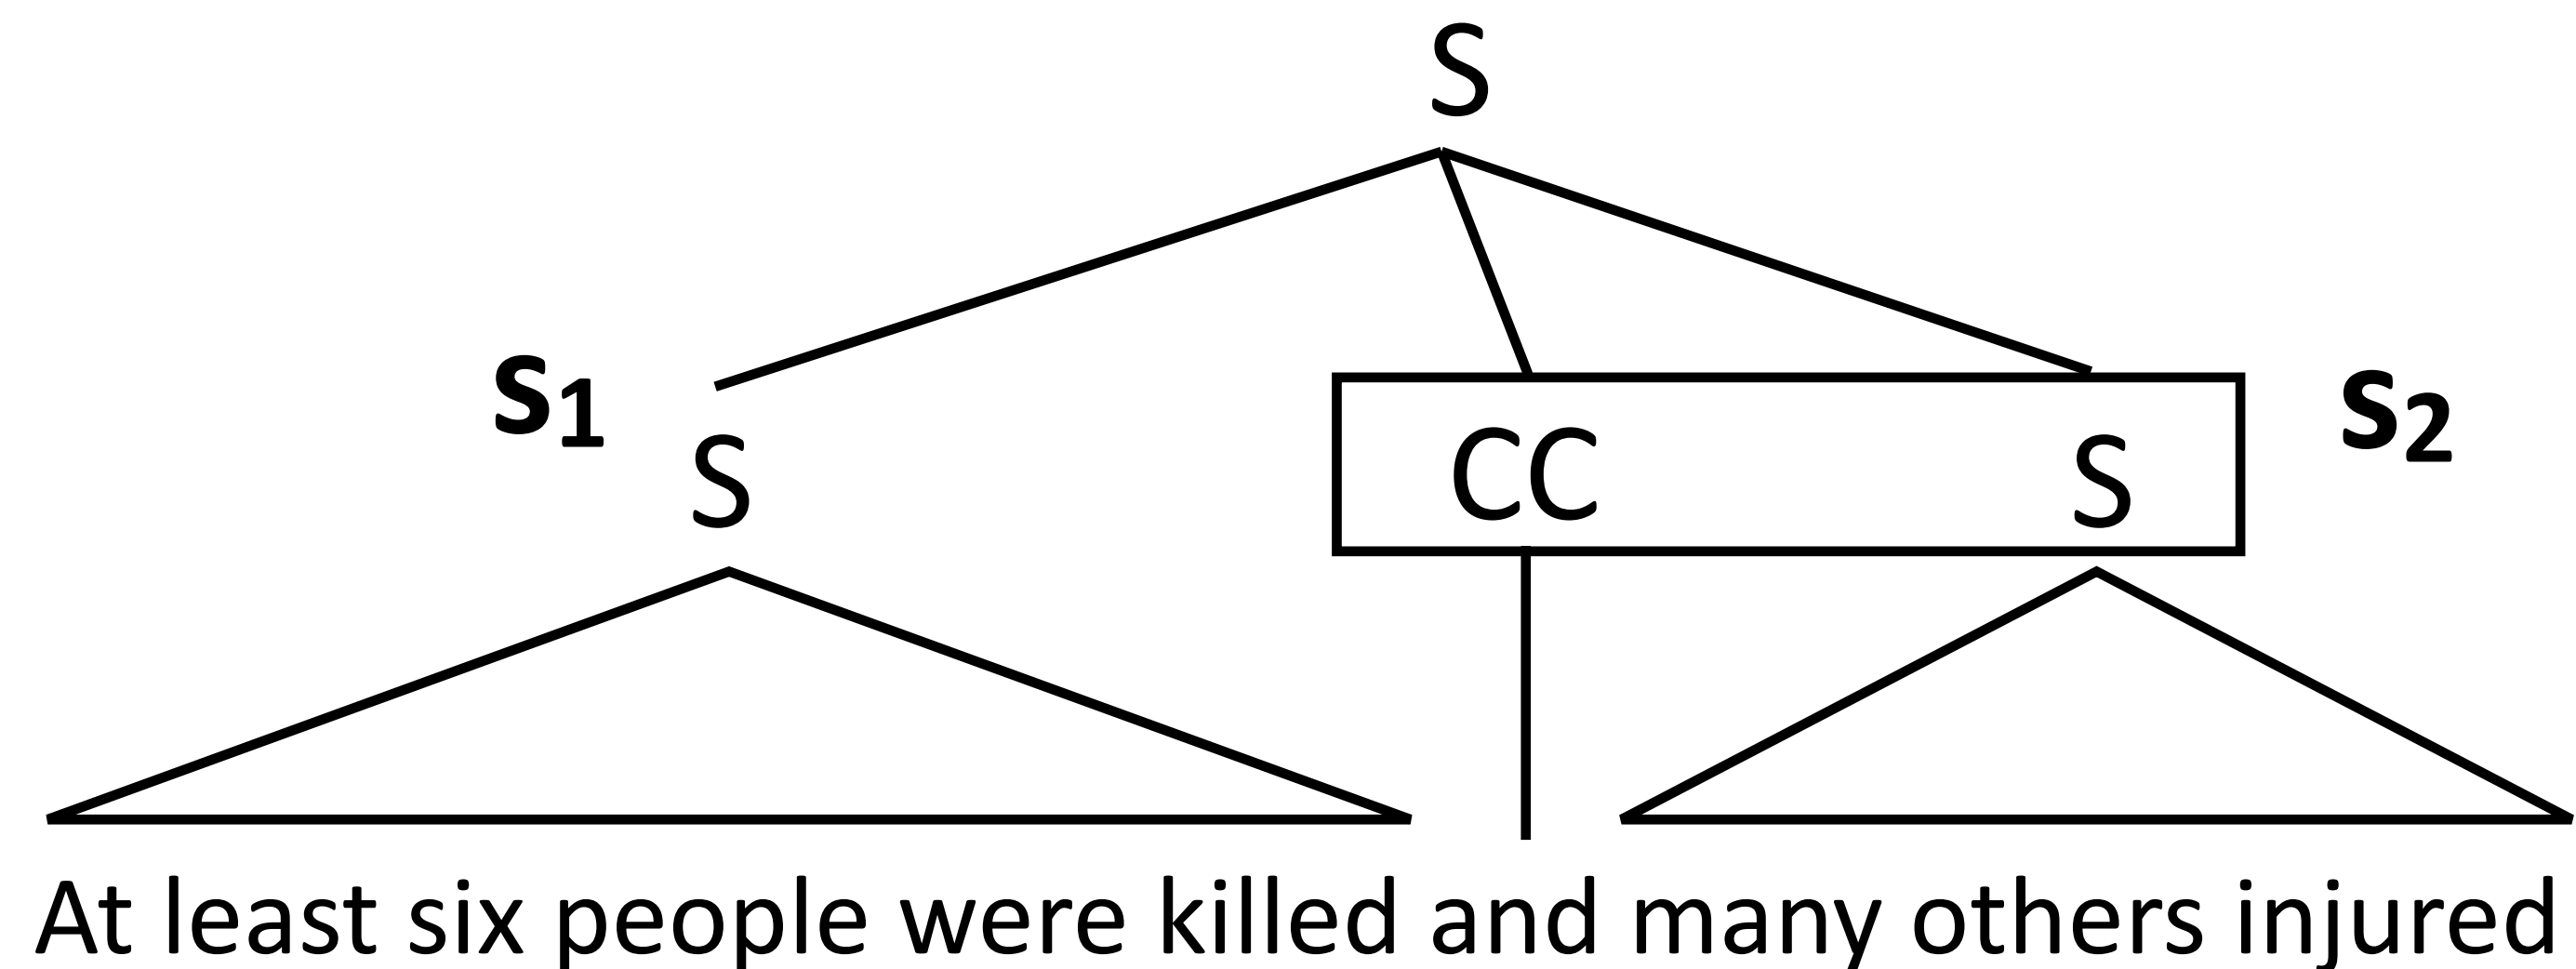 S
s₁ S CC S s₂
At least six people were killed and many others injured